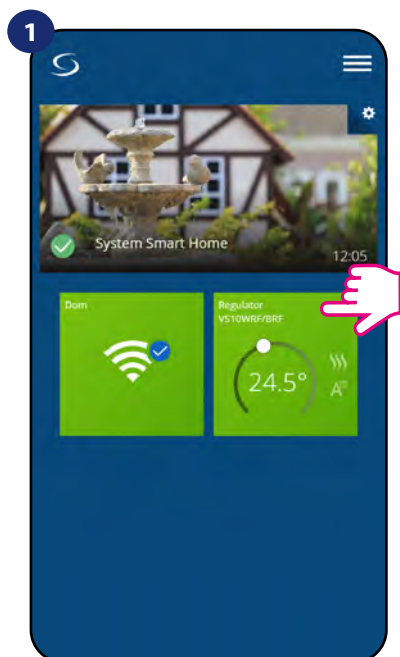 1
System Smart Home
12:05
Dom
Regulator
VS10WRF/BRF
24.5°
A